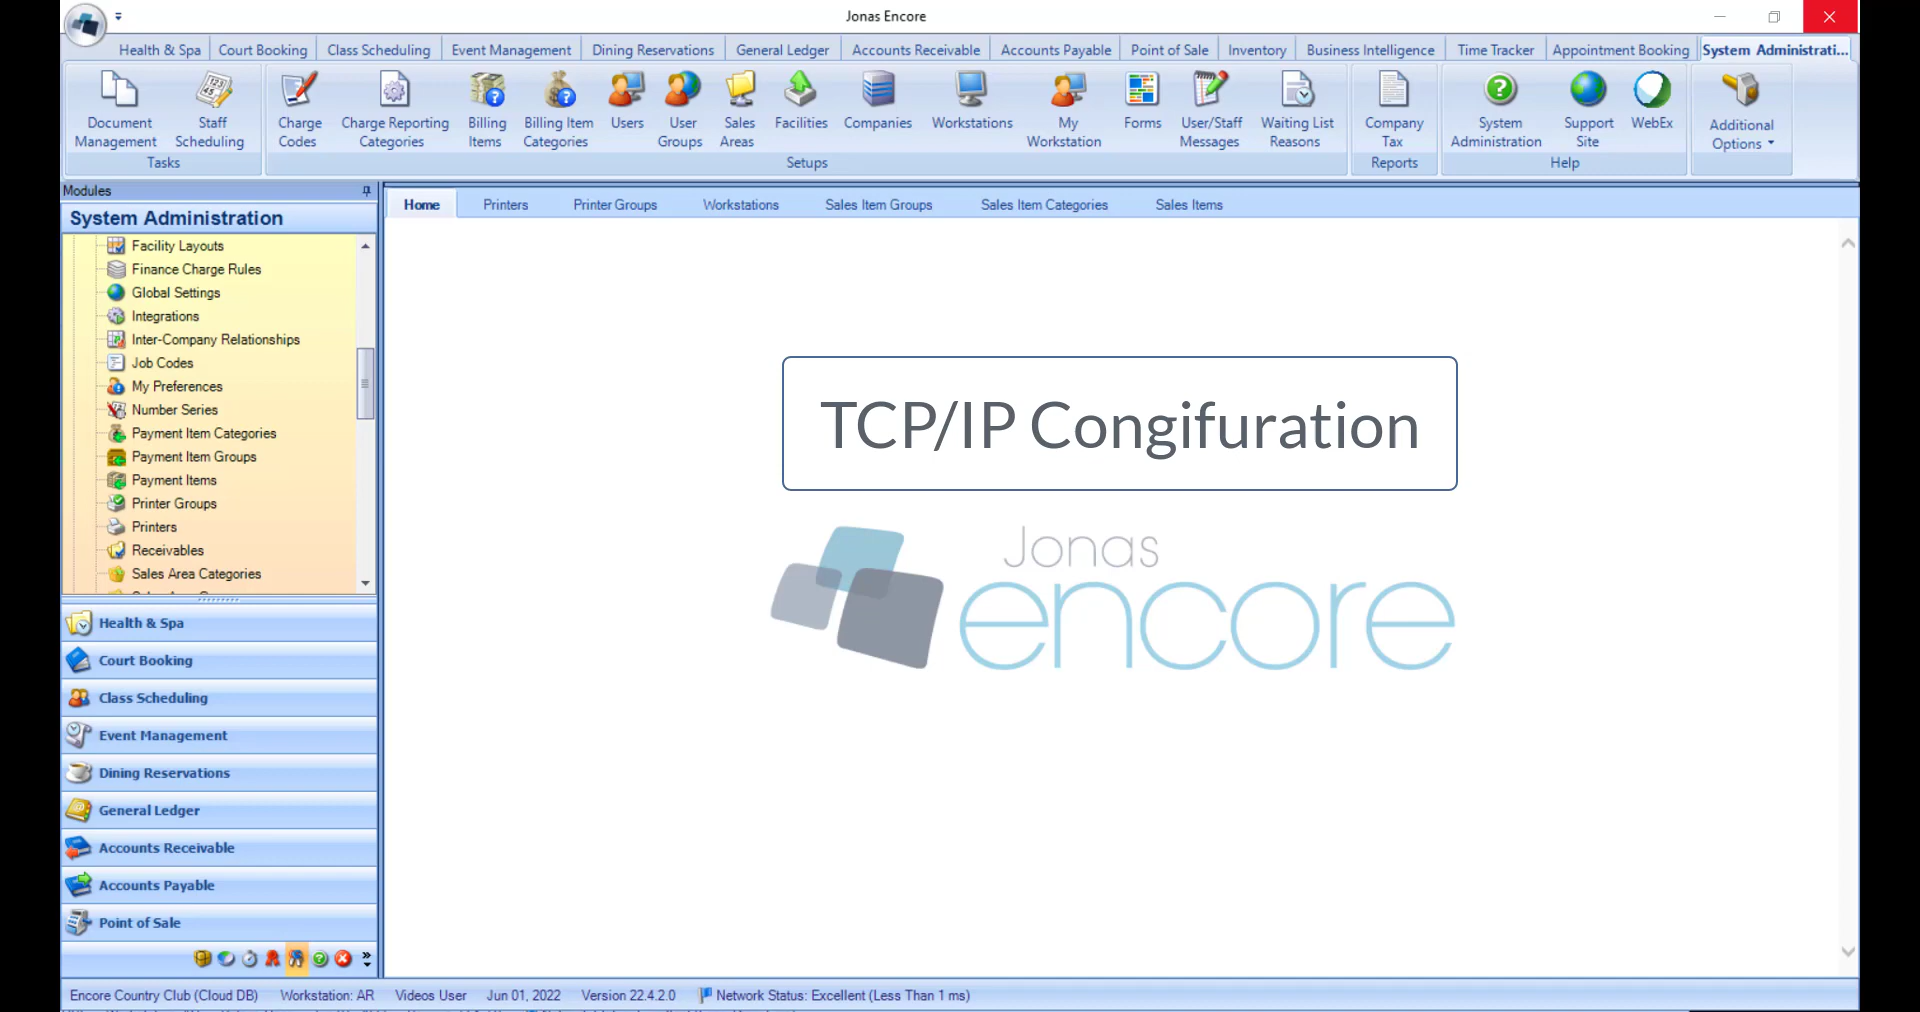 Jonas Encore
Health & Spa
Court Booking
Class Scheduling
Event Management
Dining Reservations
General Ledger
Accounts Receivable
Accounts Payable
Point of Sale
Inventory
Business Intelligence
Time Tracker
Appointment Booking
System Administrati...
Document
Management
Staff
Scheduling
Tasks
Charge
Codes
Charge Reporting
Categories
Billing
Items
Billing Item
Categories
Users
User
Groups
Sales
Areas
Facilities
Companies
Workstations
My
Workstation
Forms
User/Staff
Messages
Waiting List
Reasons
Setups
Company
Tax
Reports
System
Administration
Support
Site
WebEx
Help
Additional
Options
Modules
System Administration
Facility Layouts
Finance Charge Rules
Global Settings
Integrations
Inter-Company Relationships
Job Codes
My Preferences
Number Series
Payment Item Categories
Payment Item Groups
Payment Items
Printer Groups
Printers
Receivables
Sales Area Categories
Health & Spa
Court Booking
Class Scheduling
Event Management
Dining Reservations
General Ledger
Accounts Receivable
Accounts Payable
Point of Sale
Home
Printers
Printer Groups
Workstations
Sales Item Groups
Sales Item Categories
Sales Items
TCP/IP Congifuration
Jonas
encore
Encore Country Club (Cloud DB)
Workstation: AR
Videos User
Jun 01, 2022
Version 22.4.2.0
Network Status: Excellent (Less Than 1 ms)